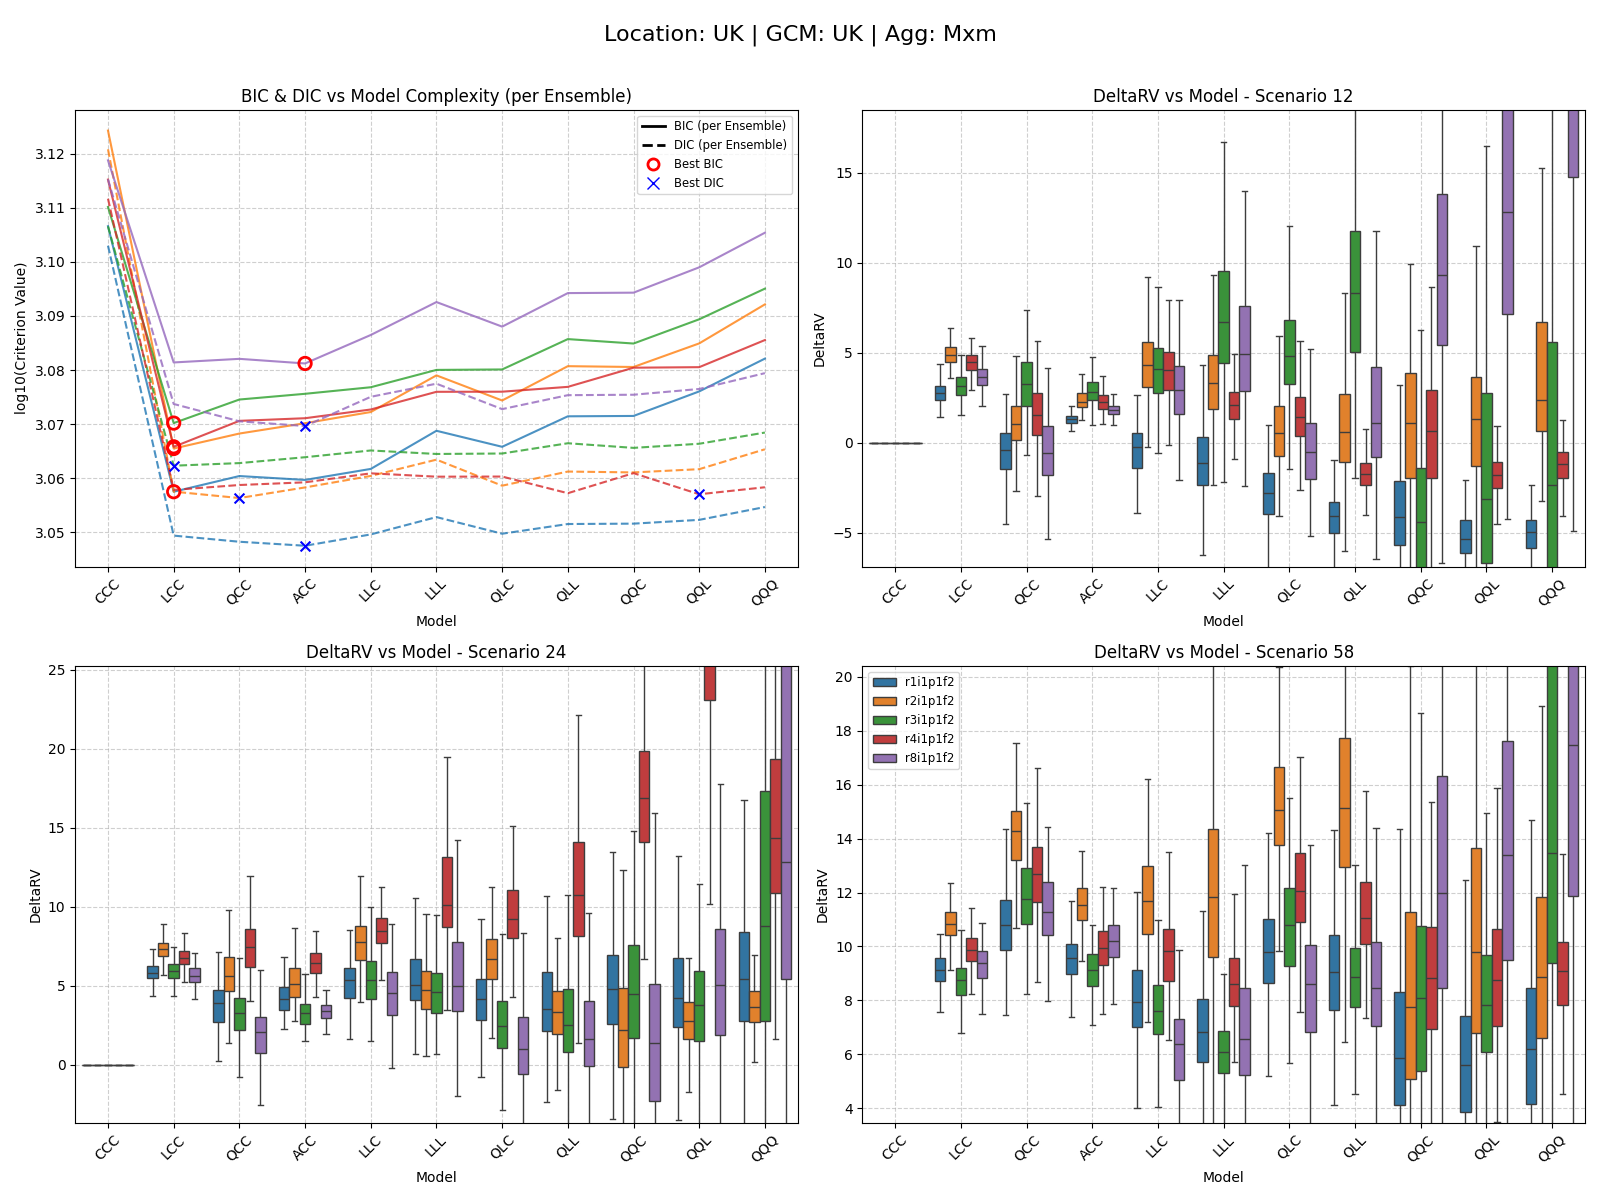 Location: UK | GCM: UK | Agg: Mxm
BIC & DIC vs Model Complexity (per Ensemble)
log10(Criterion Value)
3.12
3.11
3.10
3.09
3.08
3.07
3.06
3.05
BIC (per Ensemble)
DIC (per Ensemble)
Best BIC
Best DIC
CCC
LCC
QCC
ACC
LLC
LLL
QLC
QLL
QQC
QQL
QQQ
Model
DeltaRV vs Model - Scenario 12
DeltaRV
15
10
5
0
−5
CCC
LCC
QCC
ACC
LLC
LLL
QLC
QLL
QQC
QQL
QQQ
Model
DeltaRV vs Model - Scenario 24
DeltaRV
25
20
15
10
5
0
CCC
LCC
QCC
ACC
LLC
LLL
QLC
QLL
QQC
QQL
QQQ
Model
DeltaRV vs Model - Scenario 58
DeltaRV
20
18
16
14
12
10
8
6
4
r1i1p1f2
r2i1p1f2
r3i1p1f2
r4i1p1f2
r8i1p1f2
CCC
LCC
QCC
ACC
LLC
LLL
QLC
QLL
QQC
QQL
QQQ
Model